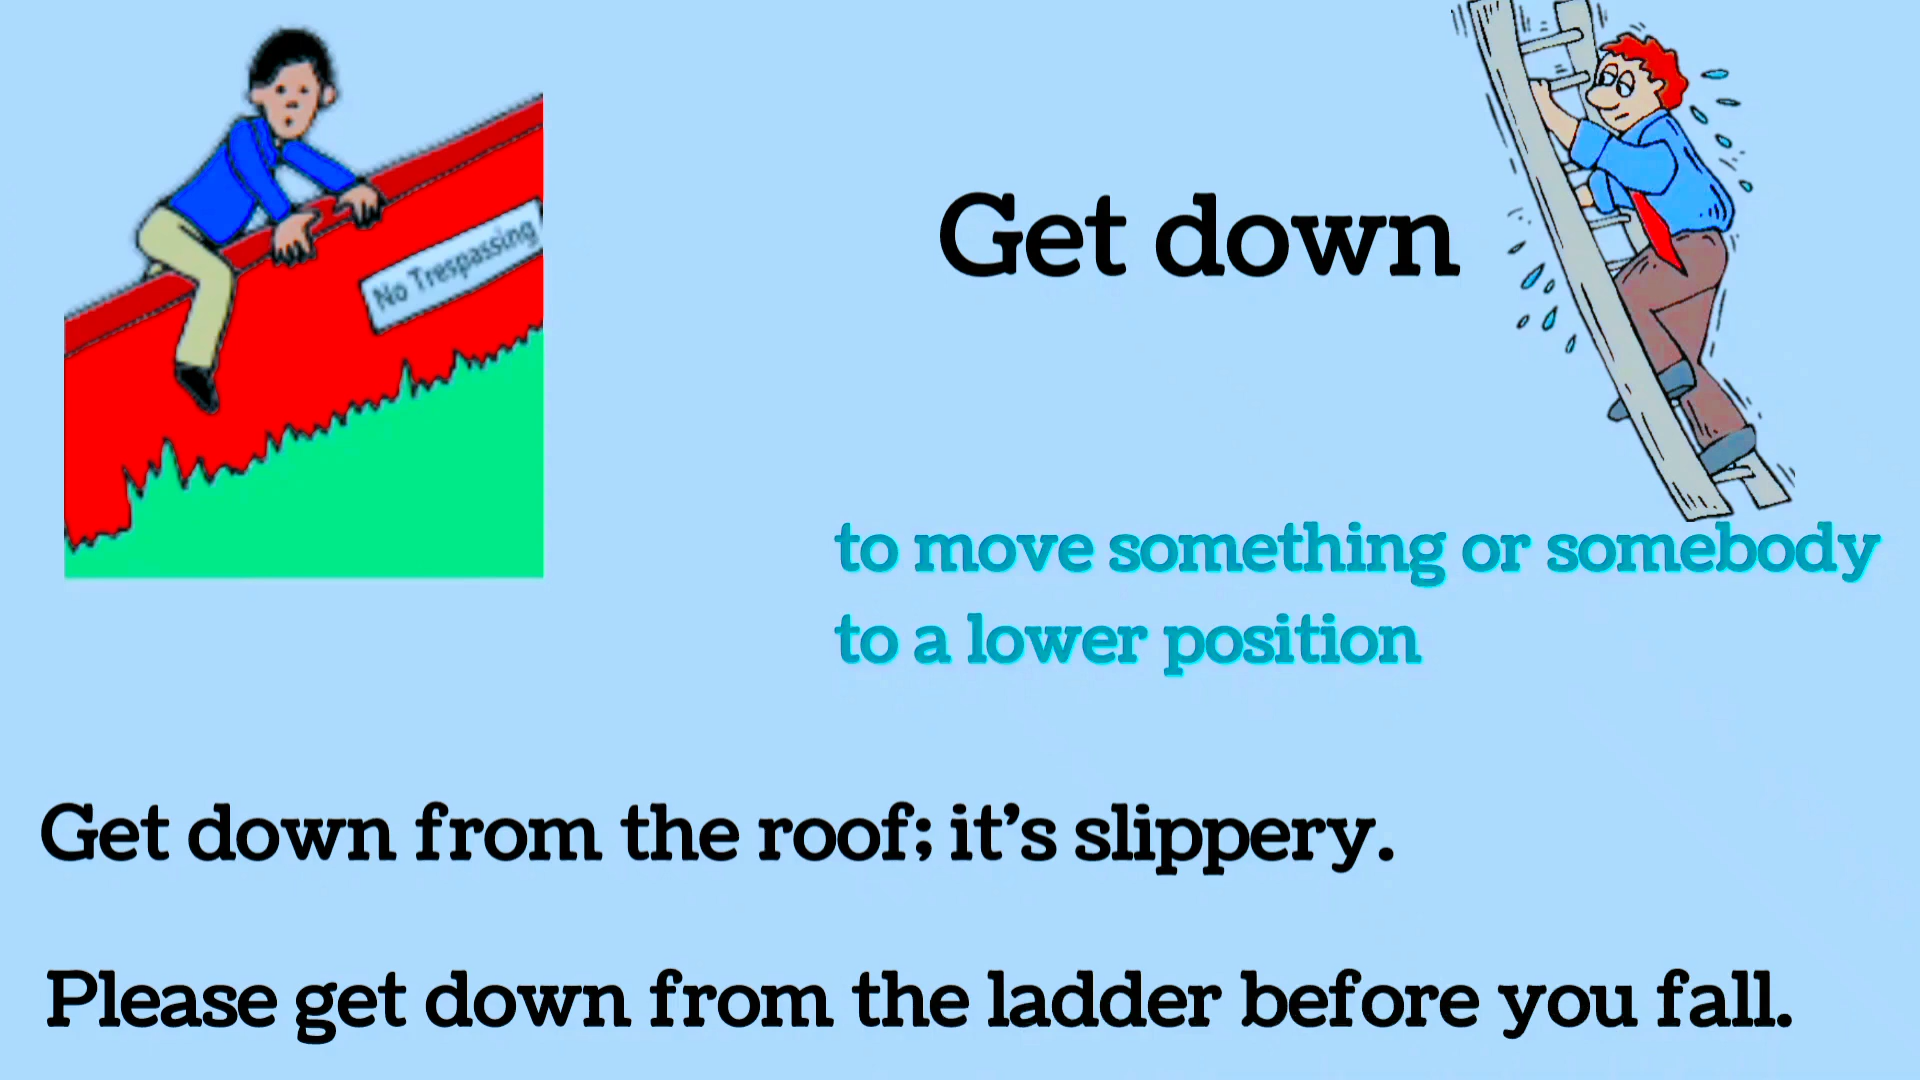 No Trespassing
Get down
to move something or somebody
to a lower position
Get down from the roof; it’s slippery.
Please get down from the ladder before you fall.